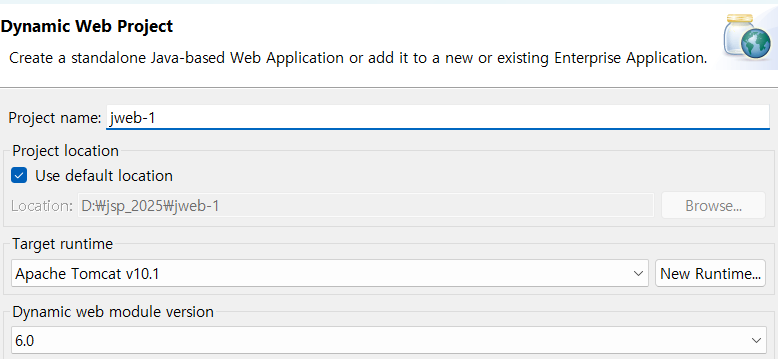 Dynamic Web Project
Create a standalone Java-based Web Application or add it to a new or existing Enterprise Application.
Project name: jweb-1
Project location
Use default location
Location: D:₩jsp_2025₩jweb-1 Browse...
Target runtime
Apache Tomcat v10.1 New Runtime...
Dynamic web module version
6.0